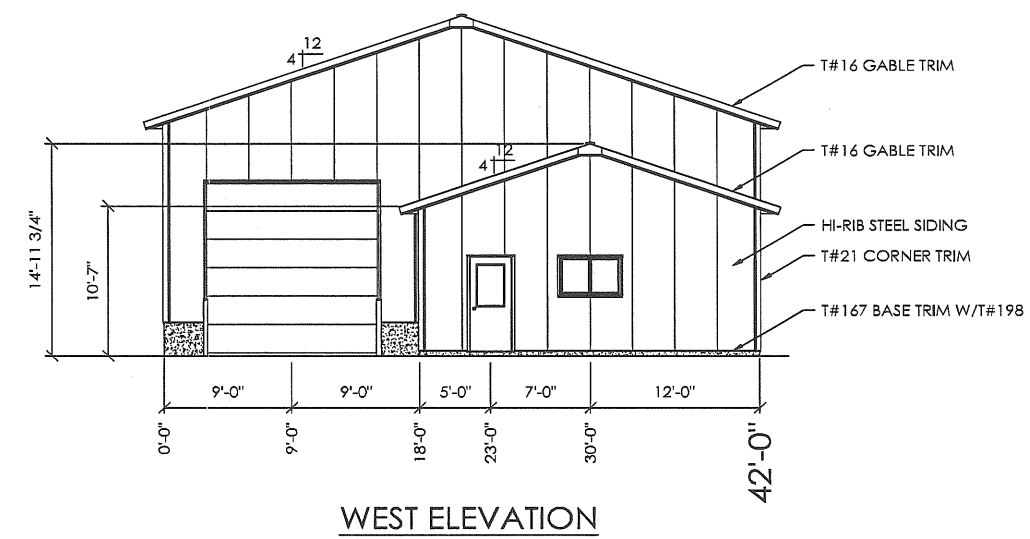 12
4
T#16 GABLE TRIM
12
4
T#16 GABLE TRIM
14'-11 3/4"
10'-7"
HI-RIB STEEL SIDING
T#21 CORNER TRIM
T#167 BASE TRIM W/T#198
9'-0" 9'-0" 5'-0" 7'-0" 12'-0"
0'-0" 9'-0" 18'-0" 23'-0" 30'-0" 42'-0"
WEST ELEVATION